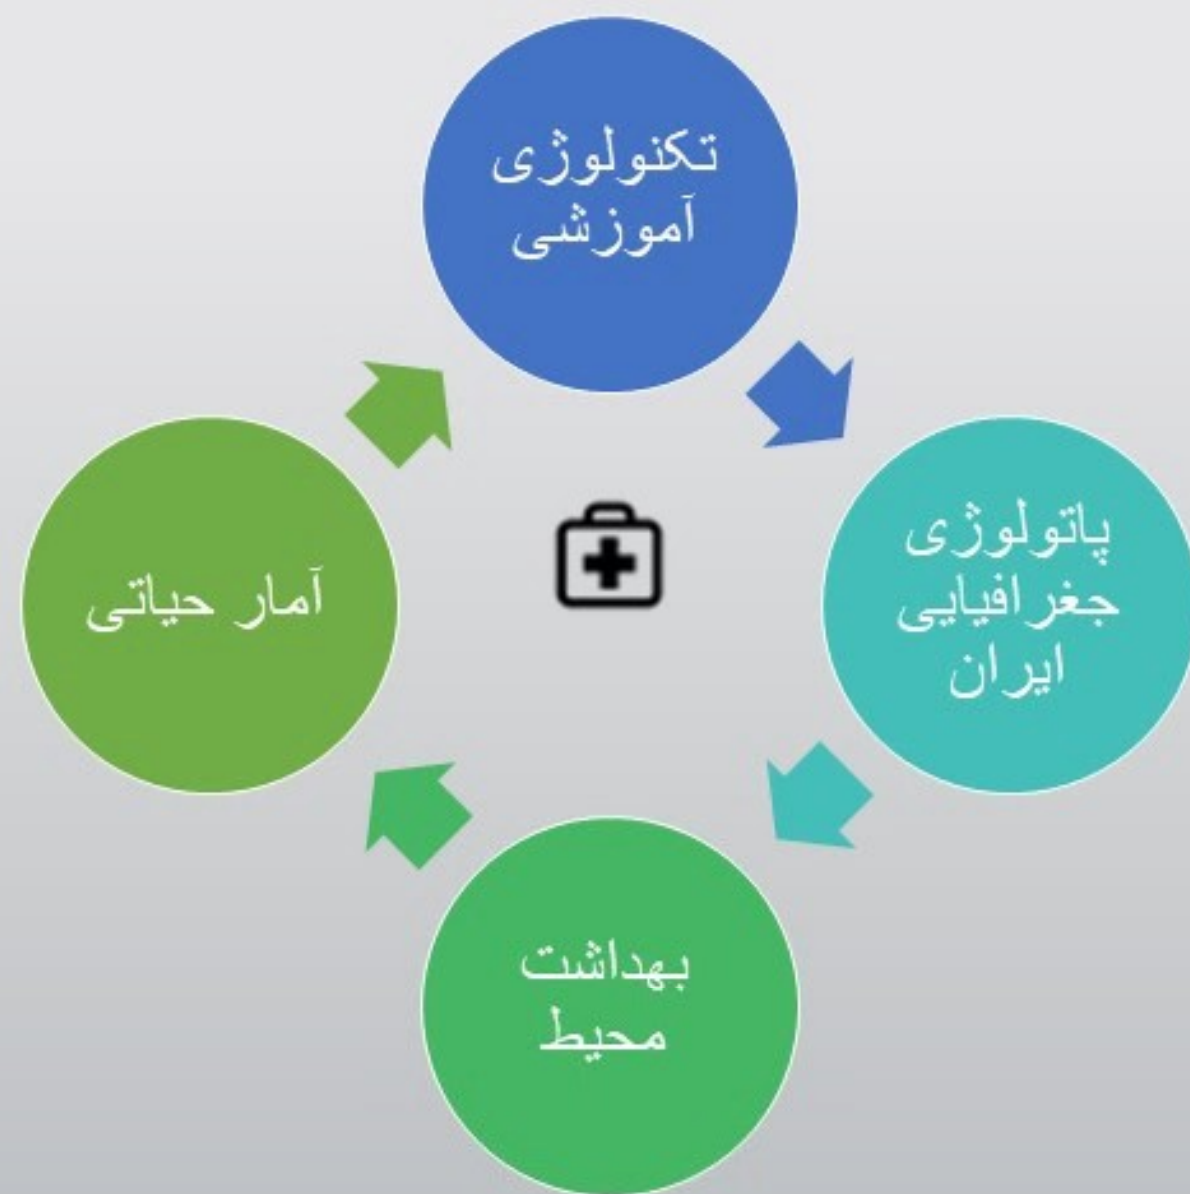 تکنولوژی
آموزشی
پاتولوژی
جغرافیایی
ایران
بهداشت
محیط
آمار حیاتی